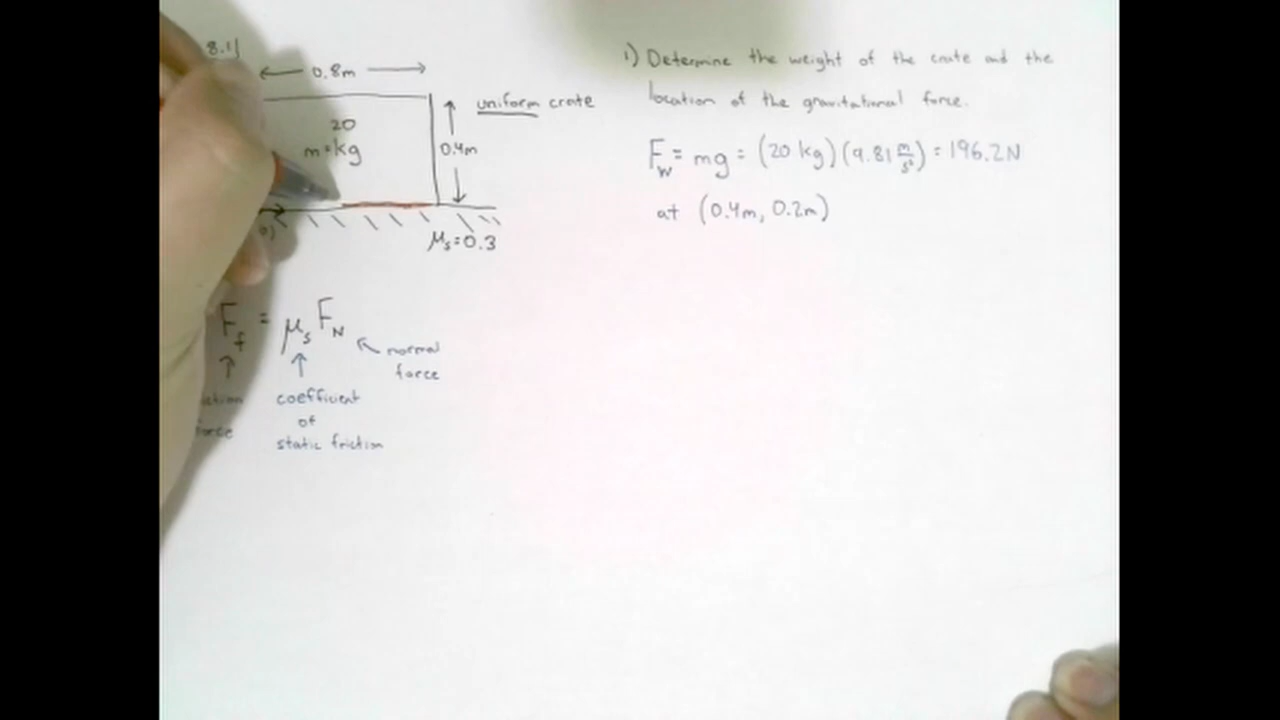 8.1)
0.8m
uniform crate
20
m=kg
0.4m
μs=0.3
Ff = μs FN
normal
force
coefficient
of
static friction
1) Determine the weight of the crate and the
location of the gravitational force.
Fw = mg = (20 kg)(9.81 m/s²) = 196.2N
at (0.4m, 0.2m)